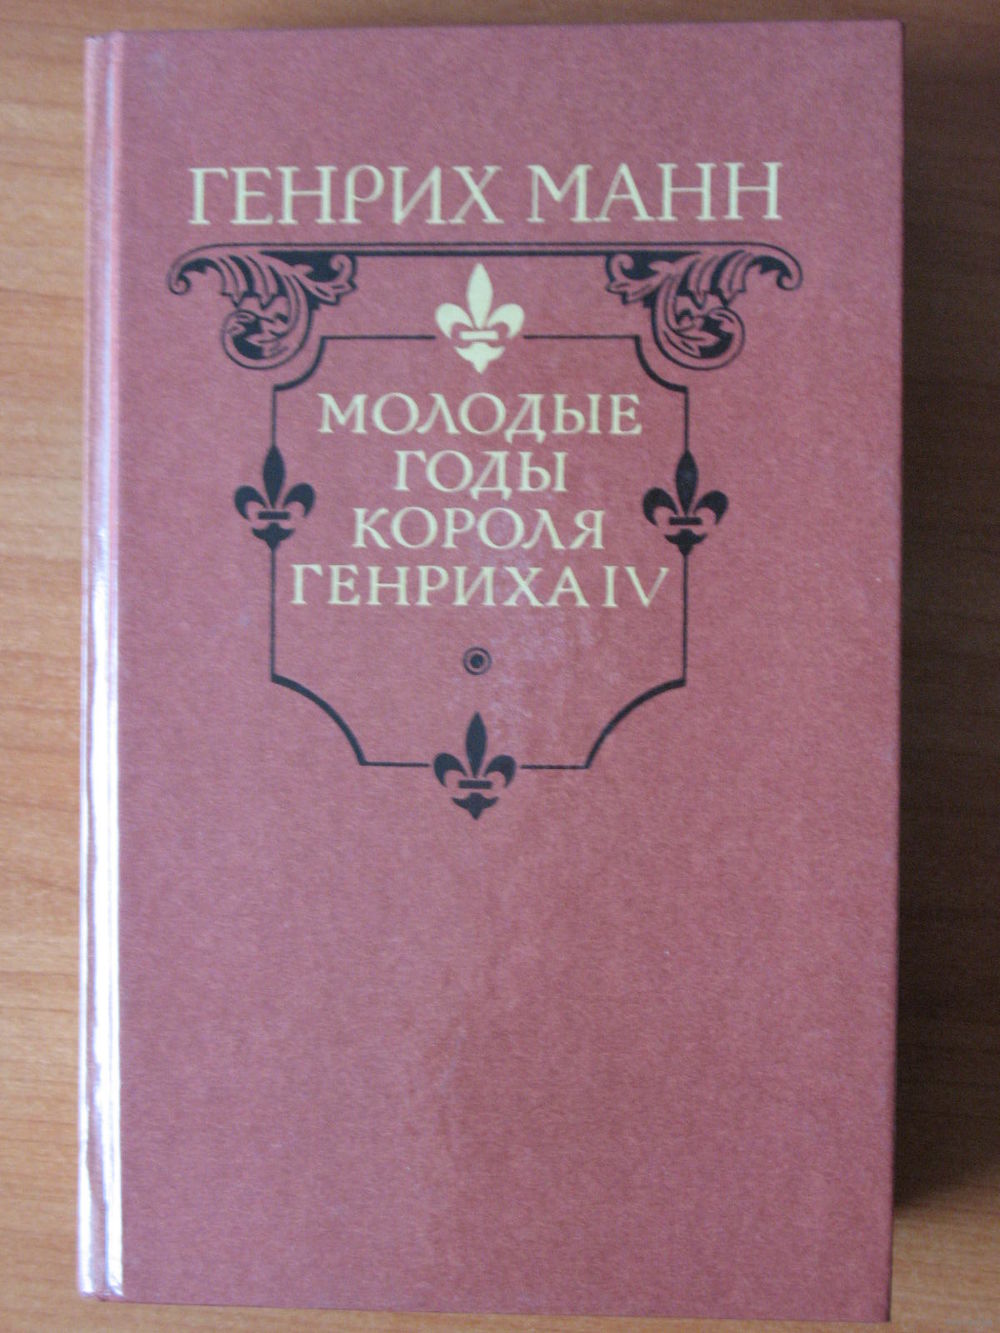 ГЕНРИХ МАНН
МОЛОДЫЕ
ГОДЫ
КОРОЛЯ
ГЕНРИХА IV